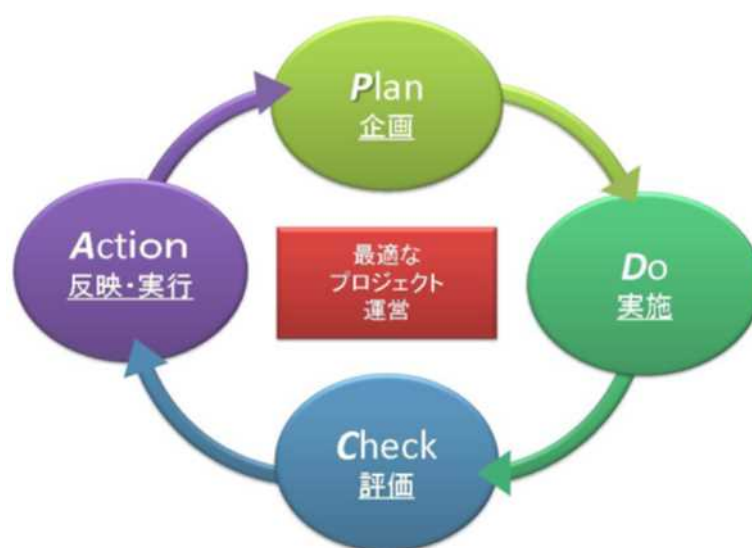 Plan
企画
Do
実施
Check
評価
Action
反映・実行
最適な
プロジェクト
運営